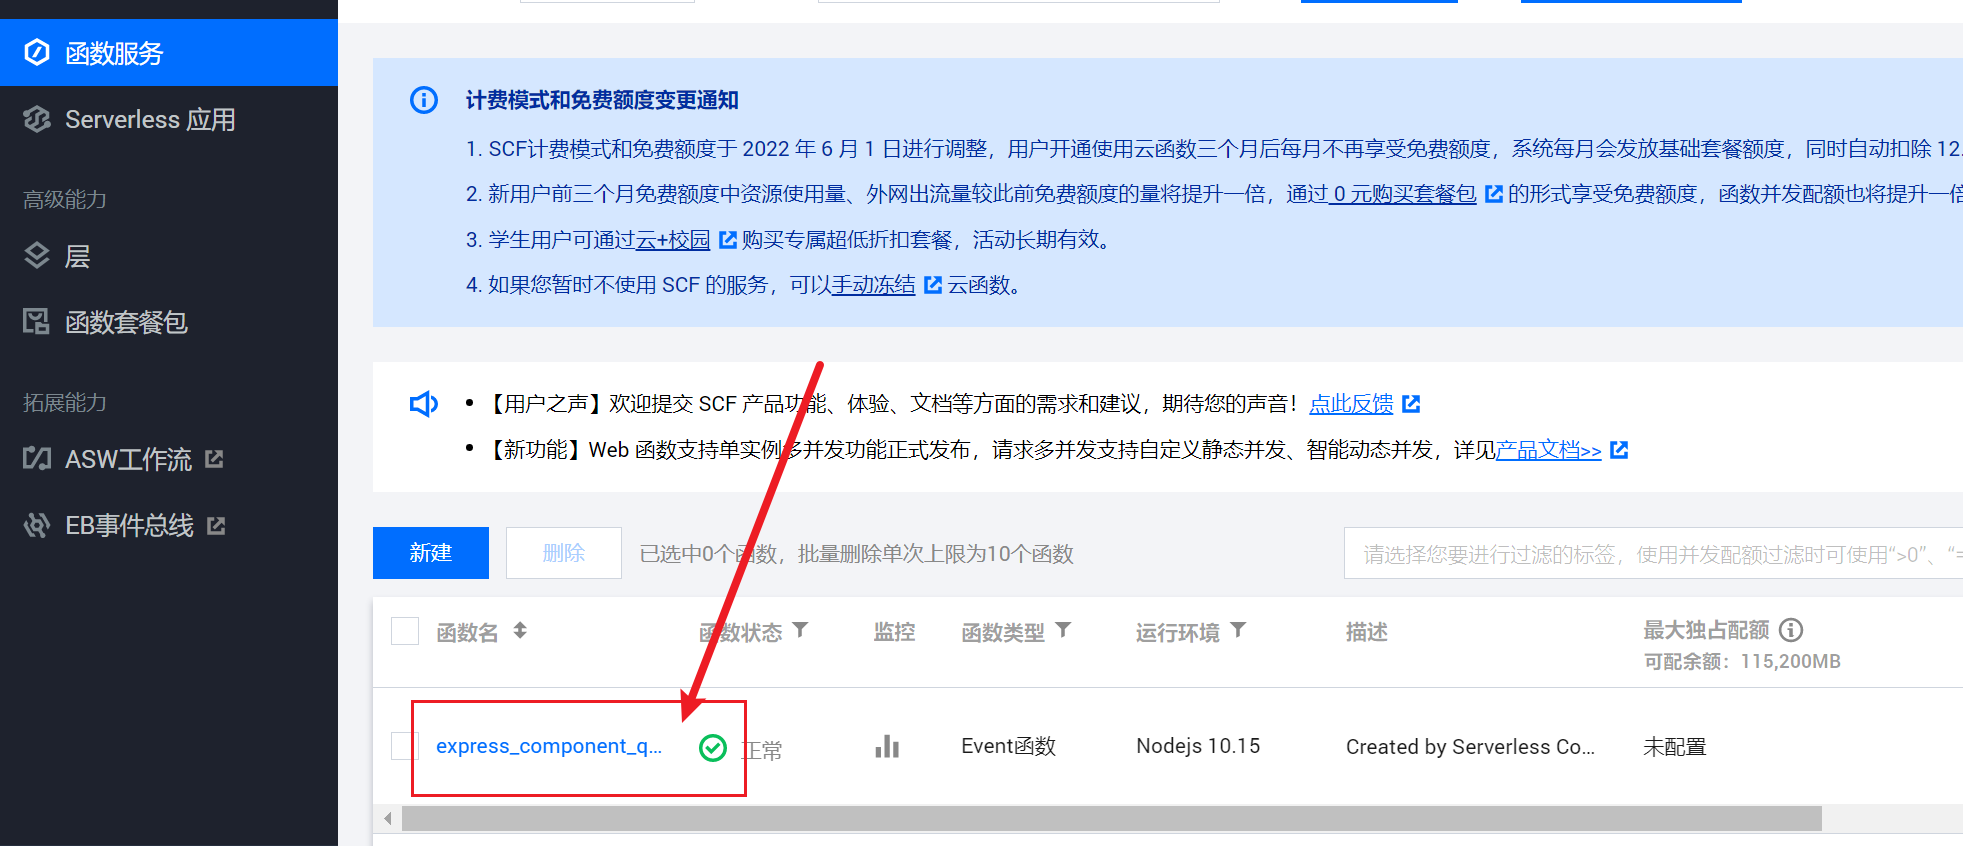 函数服务
Serverless 应用
高级能力
层
函数套餐包
拓展能力
ASW工作流
EB事件总线
计费模式和免费额度变更通知
1. SCF计费模式和免费额度于 2022 年 6 月 1 日进行调整，用户开通使用云函数三个月后每月不再享受免费额度，系统每月会发放基础套餐额度，同时自动扣除 12.
2. 新用户前三个月免费额度中资源使用量、外网出流量较此前免费额度的量将提升一倍，通过 0 元购买套餐包 的形式享受免费额度，函数并发配额也将提升一倍
3. 学生用户可通过云+校园 购买专属超低折扣套餐，活动长期有效。
4. 如果您暂时不使用 SCF 的服务，可以手动冻结 云函数。
• 【用户之声】欢迎提交 SCF 产品功能、体验、文档等方面的需求和建议，期待您的声音！点此反馈
• 【新功能】Web 函数支持单实例多并发功能正式发布，请求多并发支持自定义静态并发、智能动态并发，详见产品文档>>
新建 删除 已选中0个函数，批量删除单次上限为10个函数 请选择您要进行过滤的标签，使用并发配额过滤时可使用“>0”、“=
函数名 函数状态 监控 函数类型 运行环境 描述 最大独占配额
可配余额：115,200MB
express_component_q... 正常 Event函数 Nodejs 10.15 Created by Serverless Co... 未配置